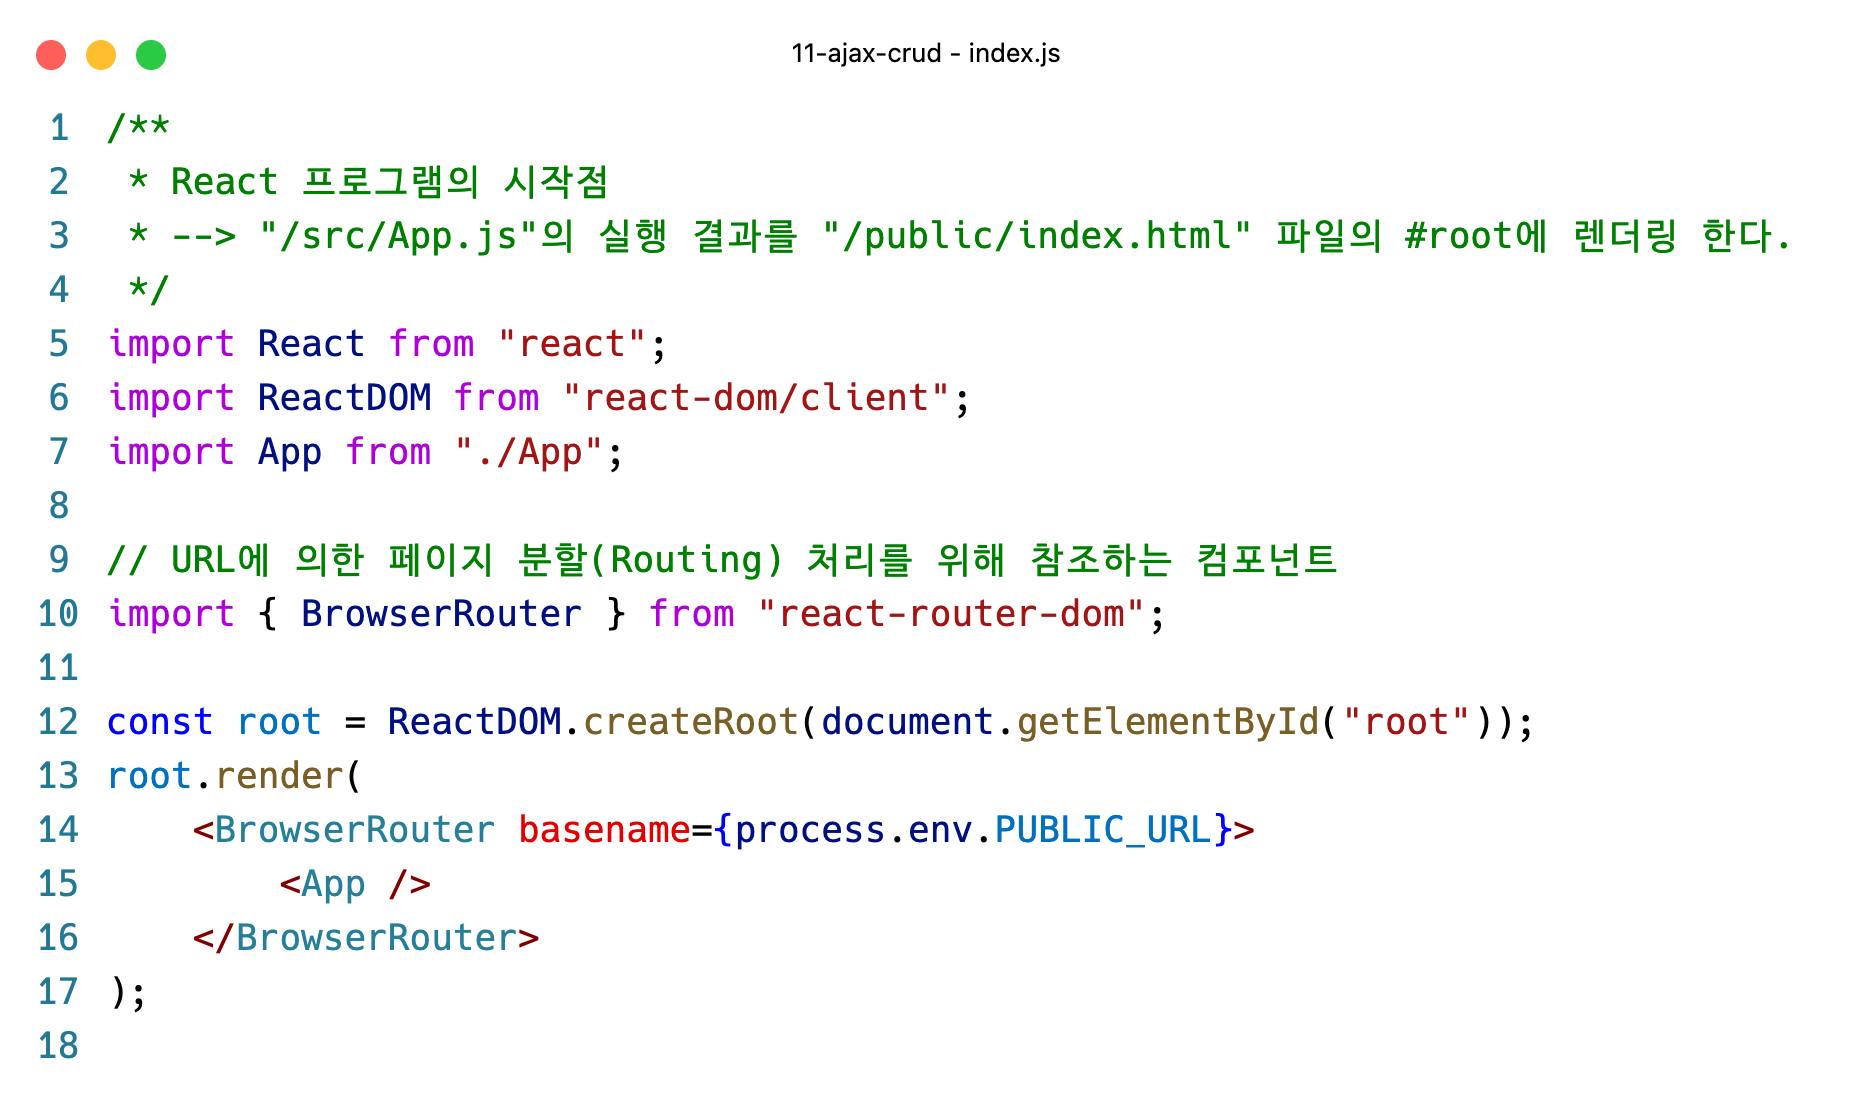 11-ajax-crud - index.js
1 /**
2  * React 프로그램의 시작점
3  * --> "/src/App.js"의 실행 결과를 "/public/index.html" 파일의 #root에 렌더링 한다.
4  */
5 import React from "react";
6 import ReactDOM from "react-dom/client";
7 import App from "./App";
8
9 // URL에 의한 페이지 분할(Routing) 처리를 위해 참조하는 컴포넌트
10 import { BrowserRouter } from "react-router-dom";
11
12 const root = ReactDOM.createRoot(document.getElementById("root"));
13 root.render(
14     <BrowserRouter basename={process.env.PUBLIC_URL}>
15         <App />
16     </BrowserRouter>
17 );
18